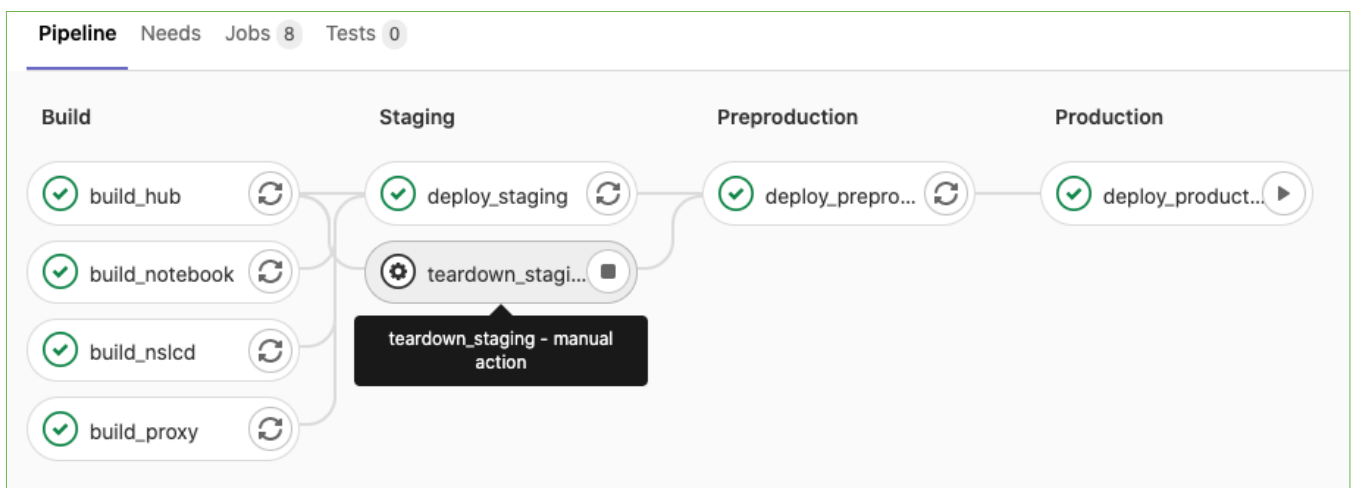 Pipeline Needs Jobs 8 Tests 0
Build Staging Preproduction Production
build_hub deploy_staging deploy_prepro... deploy_product...
build_notebook teardown_stagi...
teardown_staging - manual
action
build_nslcd
build_proxy